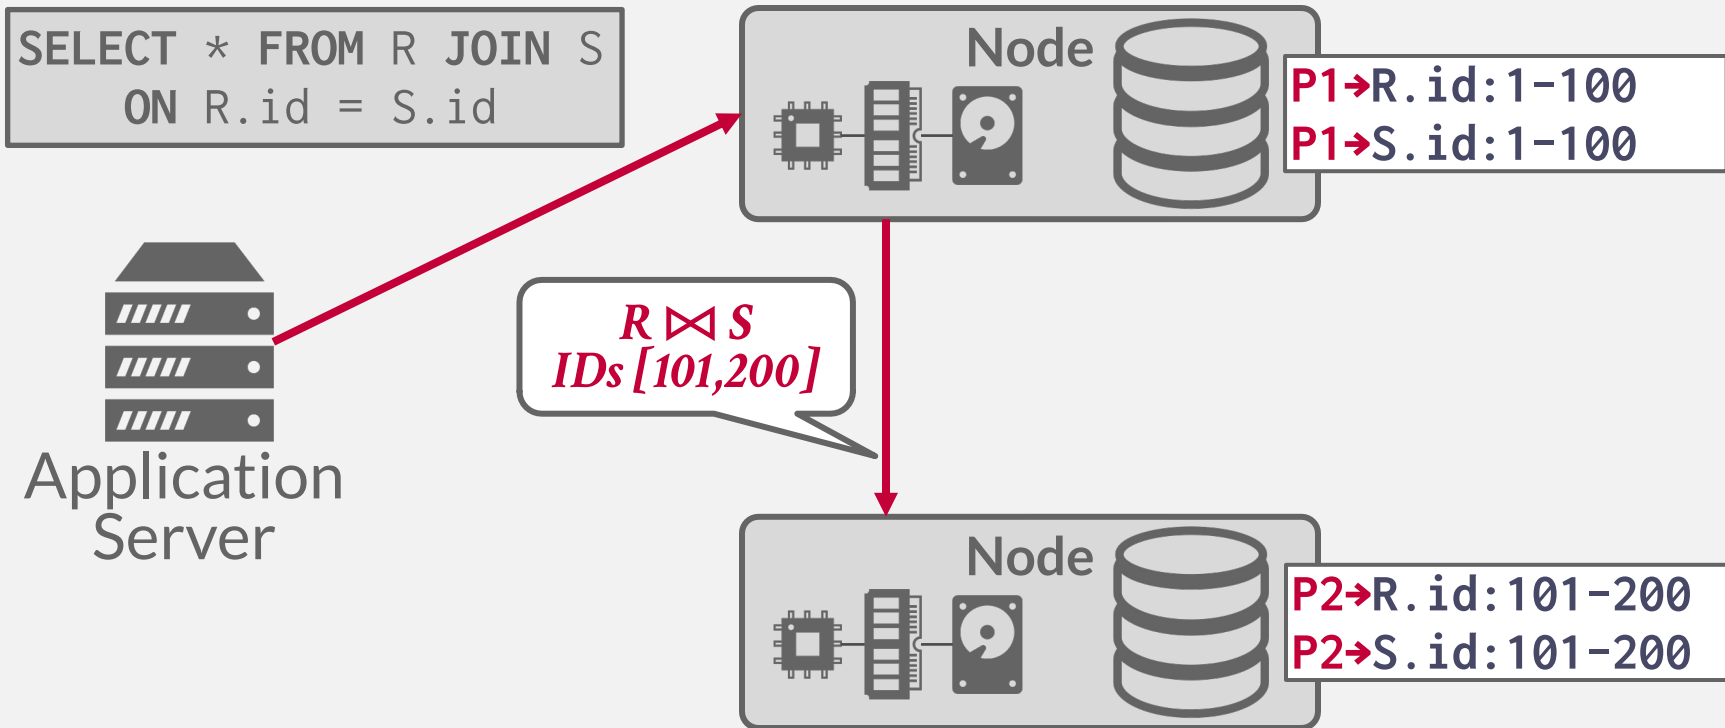 SELECT * FROM R JOIN S
ON R.id = S.id
Node
P1→R.id:1-100
P1→S.id:1-100
R ⋈ S
IDs [101,200]
Application
Server
Node
P2→R.id:101-200
P2→S.id:101-200